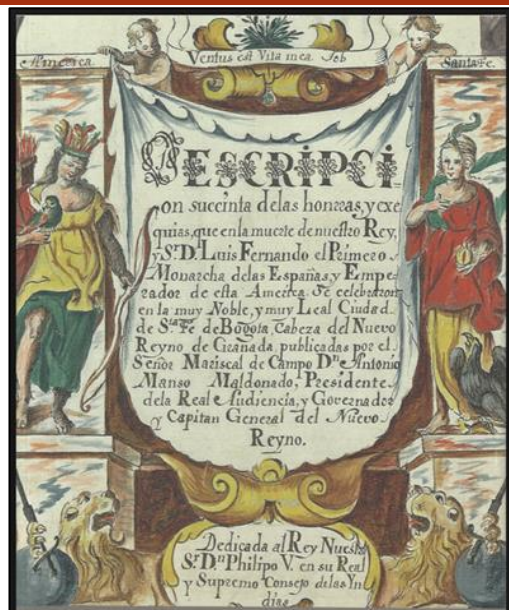 America.
Ventus est Vita mea. Job
Santa Fe.
DESCRIPCI
on succinta delas honrras, y exe
quias, que en la muerte de nuestro Rey,
y Sr. D. Luis Fernando el Primero
Monarcha delas Españas, y Empe
rador de esta America. Se celebraron
en la muy Noble, y muy Leal Ciudad
de Sta. Fe de Bogota, Cabeza del Nuevo
Reyno de Granada, publicadas por el
Señor Mariscal de Campo Dn. Antonio
Manso Maldonado, Presidente
dela Real Audiencia, y Governador
y Capitan General del Nuevo
Reyno.
Dedicada al Rey Nuestro
Sr. Dn. Philipo V. en su Real
y Supremo Consejo delas Yn
dias